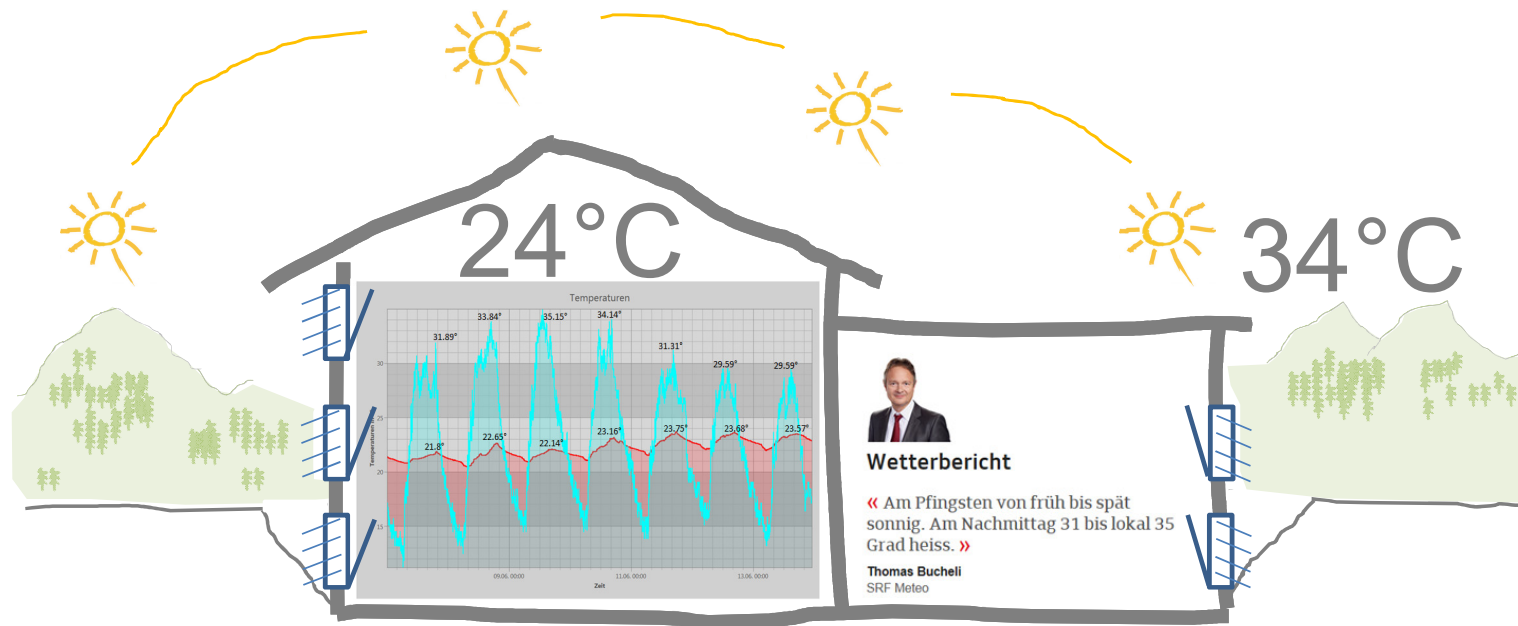 24°C
34°C
Temperaturen
33.84°
35.15°
34.14°
31.89°
31.31°
29.59°
29.59°
30
25
20
15
21.8°
22.65°
22.14°
23.16°
23.75°
23.68°
23.57°
09.06. 00:00
11.06. 00:00
13.06. 00:00
Zeit
Wetterbericht
« Am Pfingsten von früh bis spät
sonnig. Am Nachmittag 31 bis lokal 35
Grad heiss. »
Thomas Bucheli
SRF Meteo